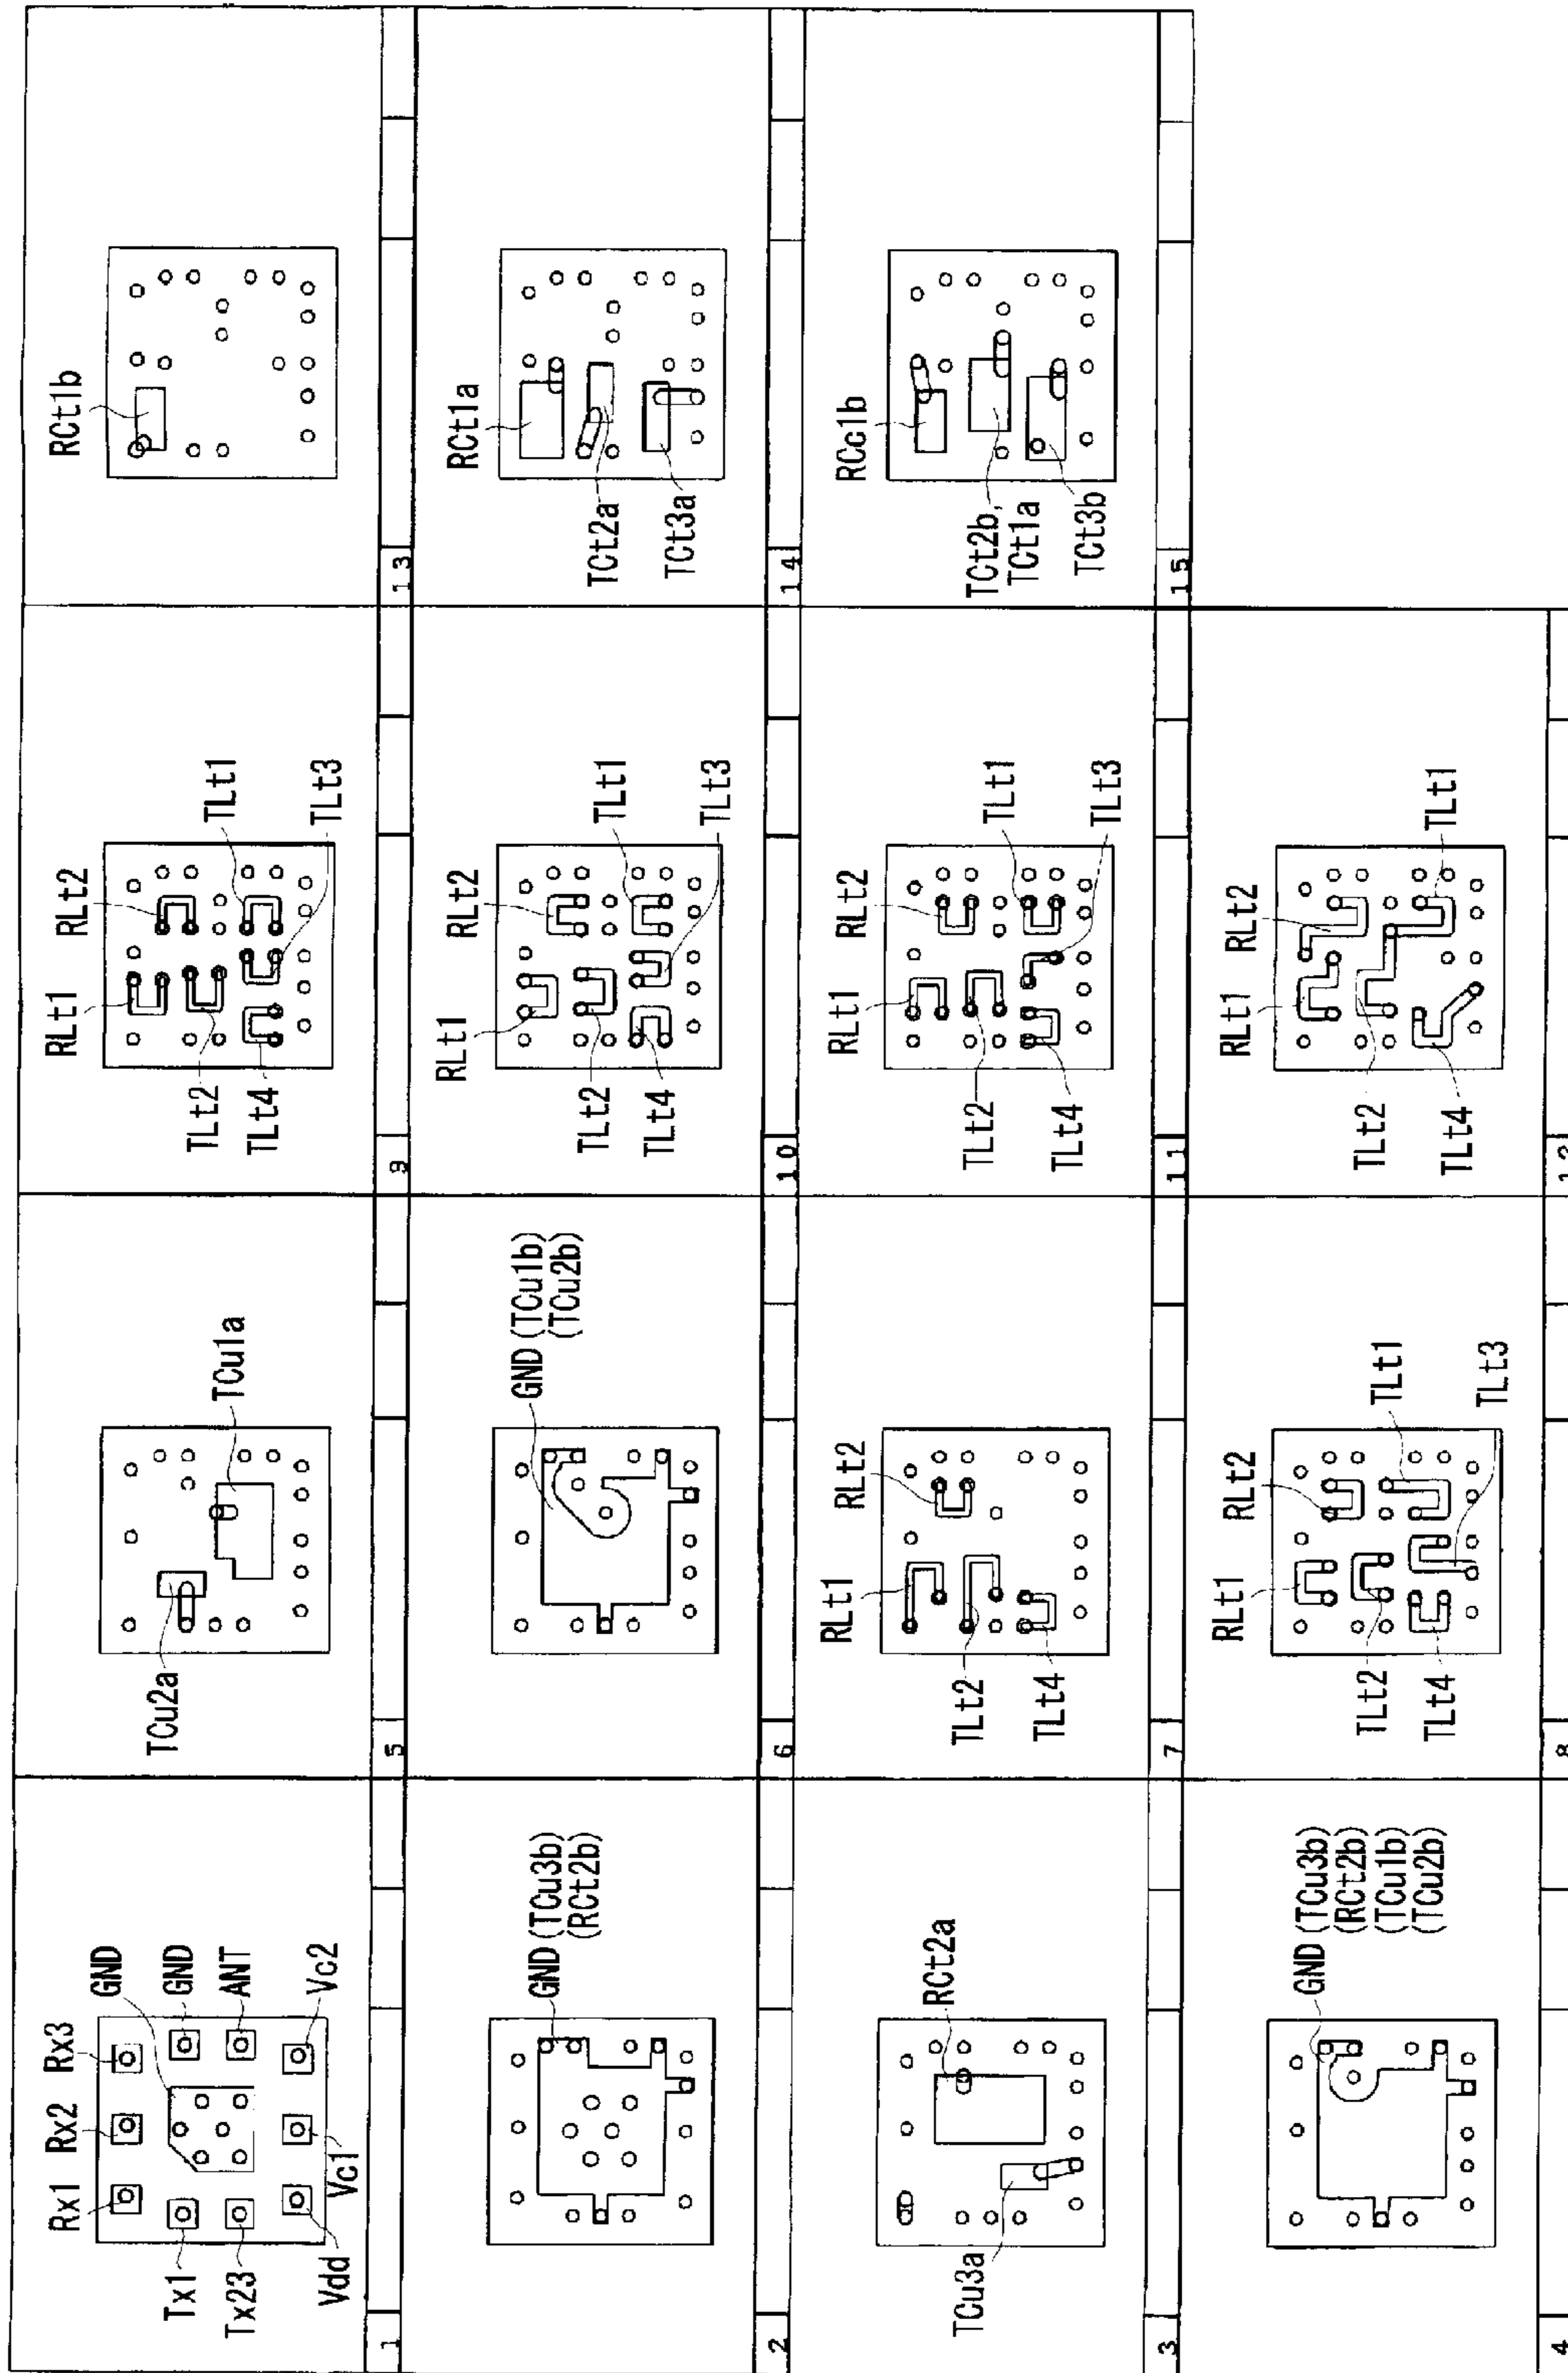 Rx1
Rx2
Rx3
GND
GND
ANT
Vc2
Tx1
Tx23
Vdd
Vc1
1
GND (TCu3b)
(RCt2b)
2
RCt2a
TCu3a
3
GND (TCu3b)
(RCt2b)
(TCu1b)
(TCu2b)
4
TCu2a
TCu1a
5
GND (TCu1b)
(TCu2b)
6
RLt1
RLt2
TLt2
TLt4
7
RLt1
RLt2
TLt1
TLt3
TLt2
TLt4
8
RLt1
RLt2
TLt1
TLt3
TLt2
TLt4
9
RLt1
RLt2
TLt1
TLt3
TLt2
TLt4
10
RLt1
RLt2
TLt1
TLt3
TLt2
TLt4
11
RLt1
RLt2
TLt1
TLt2
TLt4
12
RCt1b
13
RCt1a
TCt2a
TCt3a
14
RCc1b
TCt2b,
TCt1a
TCt3b
15